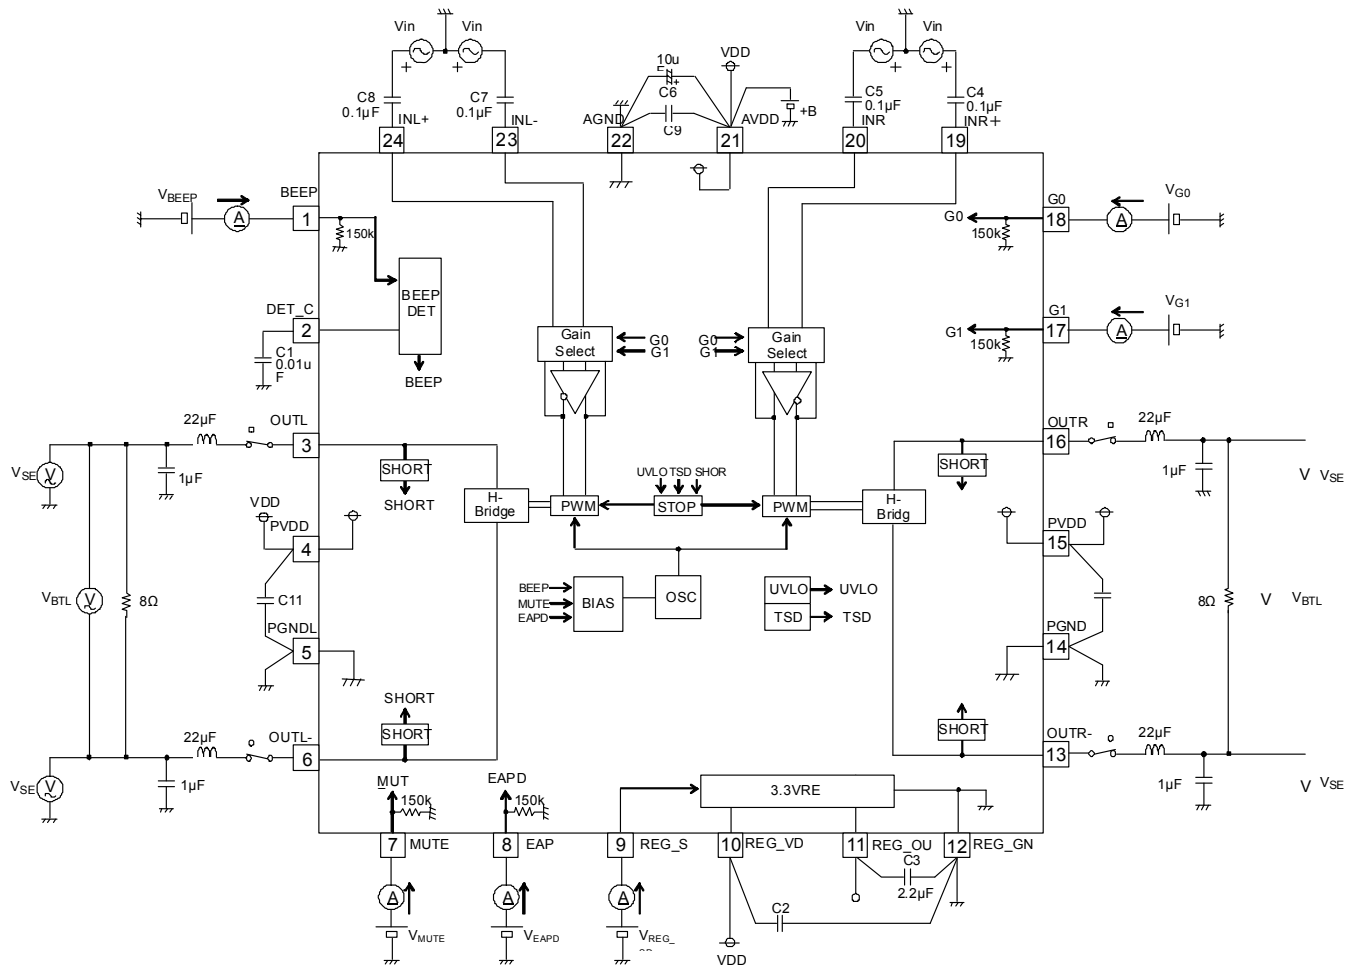 Vin
Vin
C8
0.1µF
C7
0.1µF
INL+
INL-
24
23
10u
C6
C9
VDD
+B
AGND
AVDD
22
21
Vin
Vin
C5
0.1µF
INR
C4
0.1µF
INR+
20
19
VBEEP
A
BEEP
1
150k
BEEP
DET
BEEP
DET_C
2
C1
0.01u
F
Gain
Select
G0
G1
G0
G1
Gain
Select
G0
18
A
VG0
G0
150k
G1
17
A
VG1
G1
150k
22µF
OUTL
3
VSE
V
1µF
SHORT
SHORT
VDD
PVDD
4
VBTL
V
8Ω
C11
PGNDL
5
H-
Bridge
PWM
UVLO TSD SHOR
STOP
PWM
H-
Bridg
BEEP
MUTE
EAPD
BIAS
OSC
UVLO
UVLO
TSD
TSD
OUTR
16
22µF
SHORT
1µF
V VSE
PVDD
15
8Ω
V VBTL
PGND
14
SHORT
SHORT
22µF
OUTL-
6
VSE
V
1µF
SHORT
OUTR-
13
22µF
1µF
V VSE
MUT
150k
EAPD
150k
3.3VRE
7
MUTE
8
EAP
9
REG_S
10
REG_VD
11
REG_OU
12
REG_GN
A
A
A
C3
2.2µF
C2
VMUTE
VEAPD
VREG_
VDD